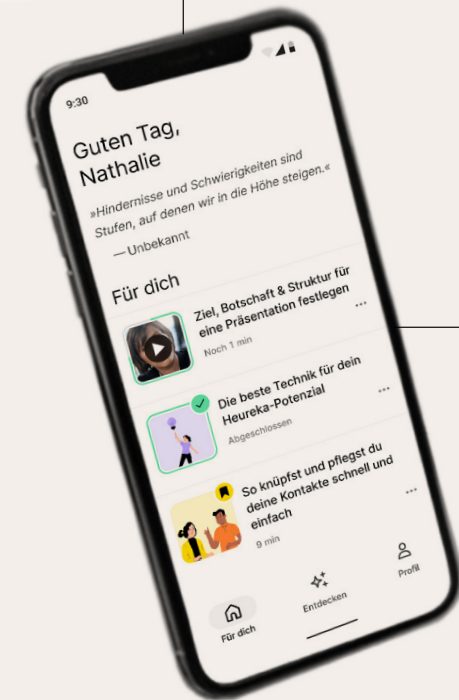 9:30
Guten Tag,
Nathalie
»Hindernisse und Schwierigkeiten sind
Stufen, auf denen wir in die Höhe steigen.«
— Unbekannt
Für dich
Ziel, Botschaft & Struktur für
eine Präsentation festlegen
Noch 1 min
Die beste Technik für dein
Heureka-Potenzial
Abgeschlossen
So knüpfst und pflegst du
deine Kontakte schnell und
einfach
9 min
Für dich
Entdecken
Profil